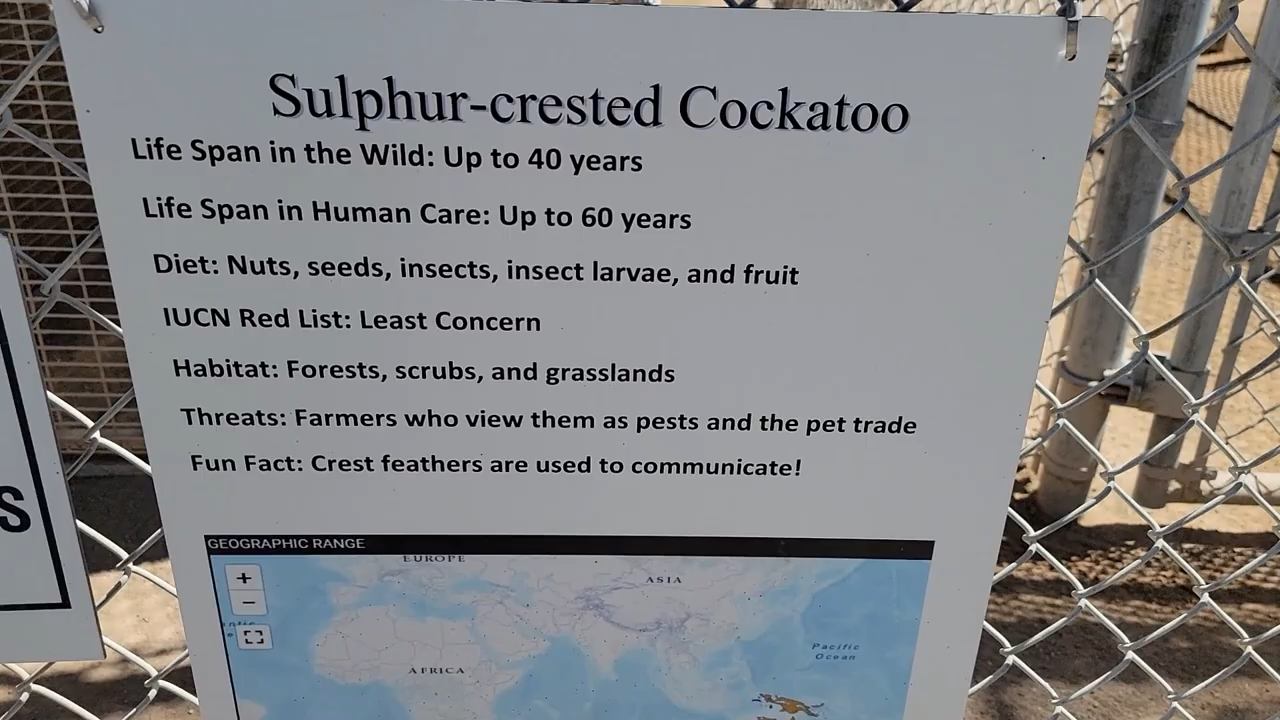 Sulphur-crested Cockatoo
Life Span in the Wild: Up to 40 years
Life Span in Human Care: Up to 60 years
Diet: Nuts, seeds, insects, insect larvae, and fruit
IUCN Red List: Least Concern
Habitat: Forests, scrubs, and grasslands
Threats: Farmers who view them as pests and the pet trade
Fun Fact: Crest feathers are used to communicate!
S
GEOGRAPHIC RANGE
EUROPE
+
ASIA
−
Pacific
Ocean
AFRICA